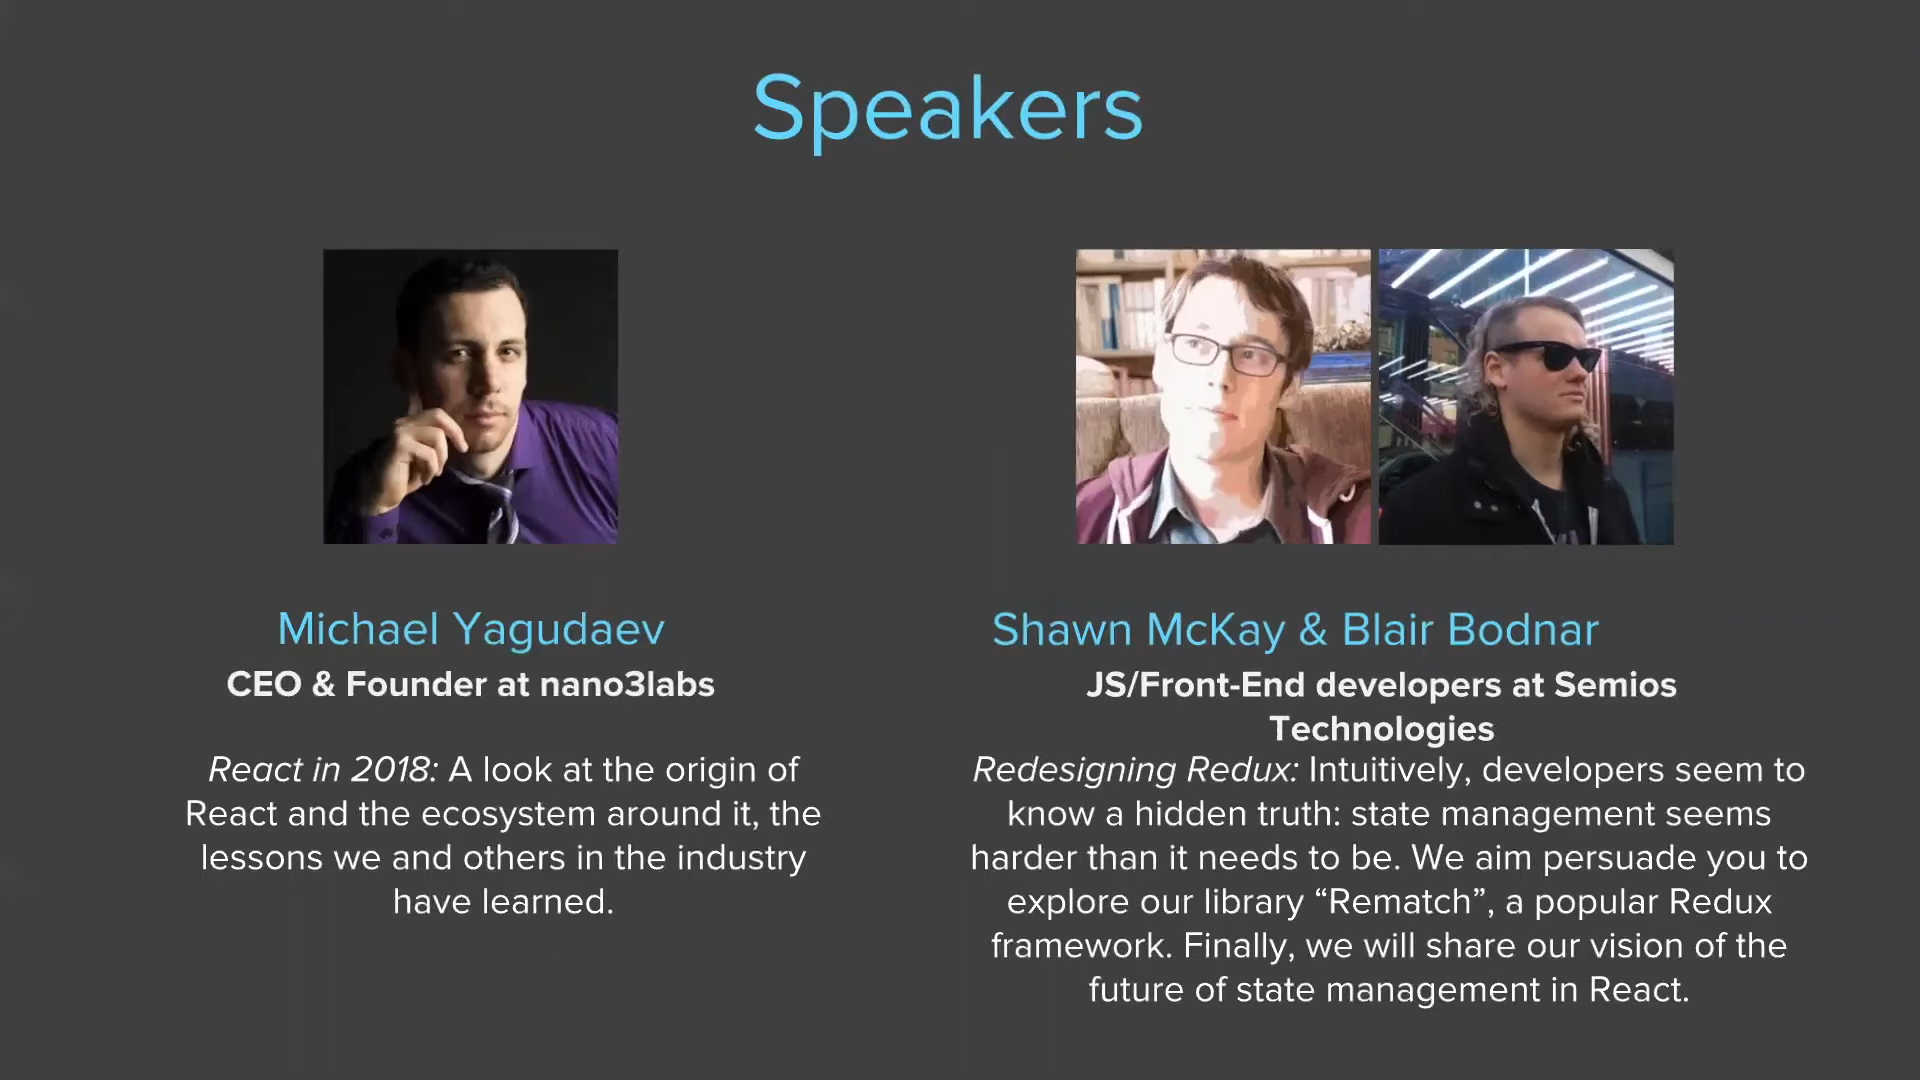 Speakers
Michael Yagudaev
CEO & Founder at nano3labs
React in 2018: A look at the origin of
React and the ecosystem around it, the
lessons we and others in the industry
have learned.
Shawn McKay & Blair Bodnar
JS/Front-End developers at Semios
Technologies
Redesigning Redux: Intuitively, developers seem to
know a hidden truth: state management seems
harder than it needs to be. We aim persuade you to
explore our library “Rematch”, a popular Redux
framework. Finally, we will share our vision of the
future of state management in React.